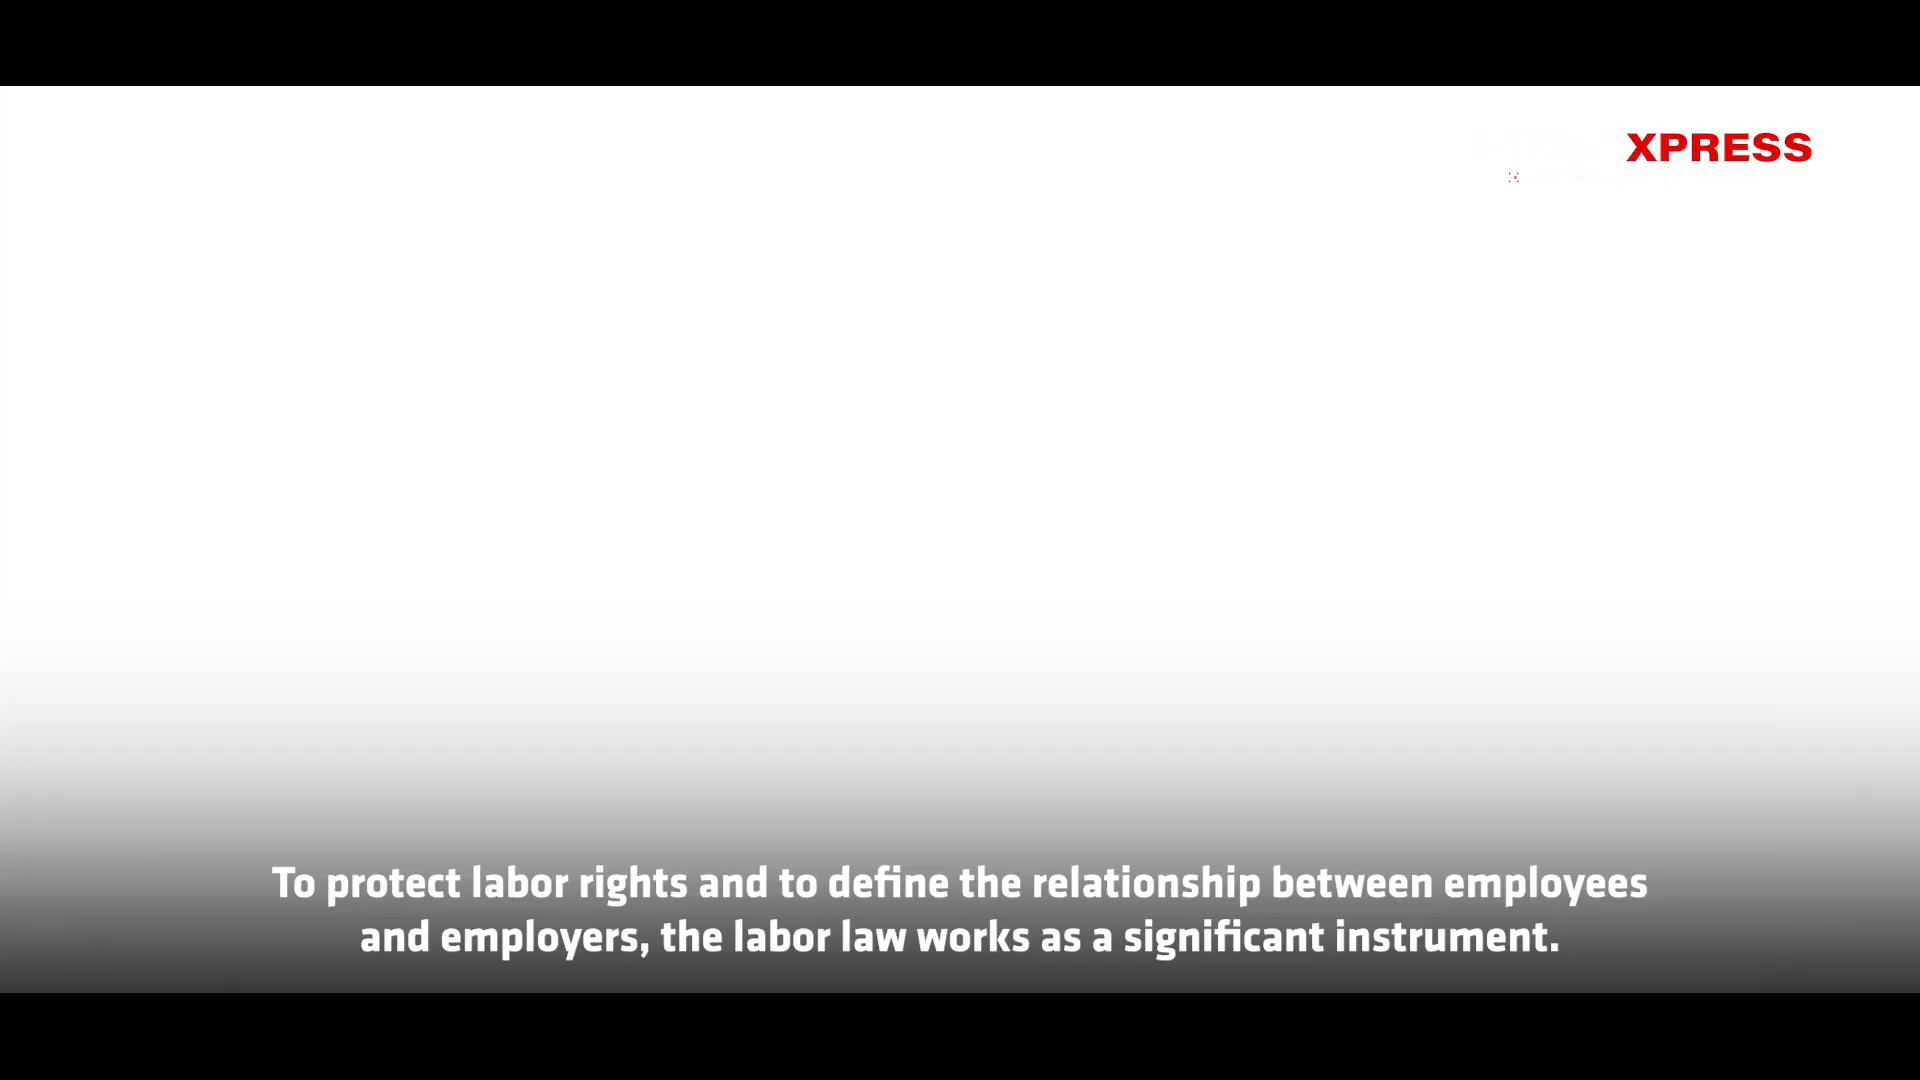 XPRESS
To protect labor rights and to define the relationship between employees
and employers, the labor law works as a significant instrument.